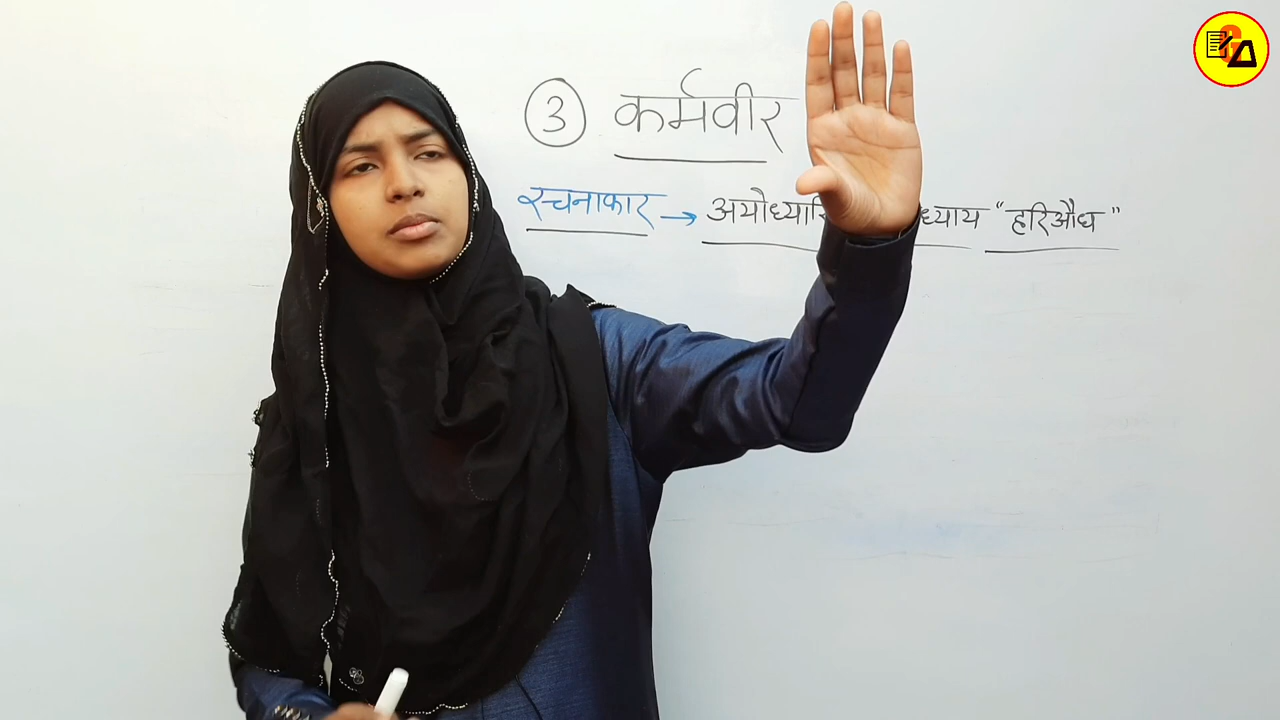 ③ कर्मवीर
रचनाकार → अयोध्या ध्याय "हरिऔध"